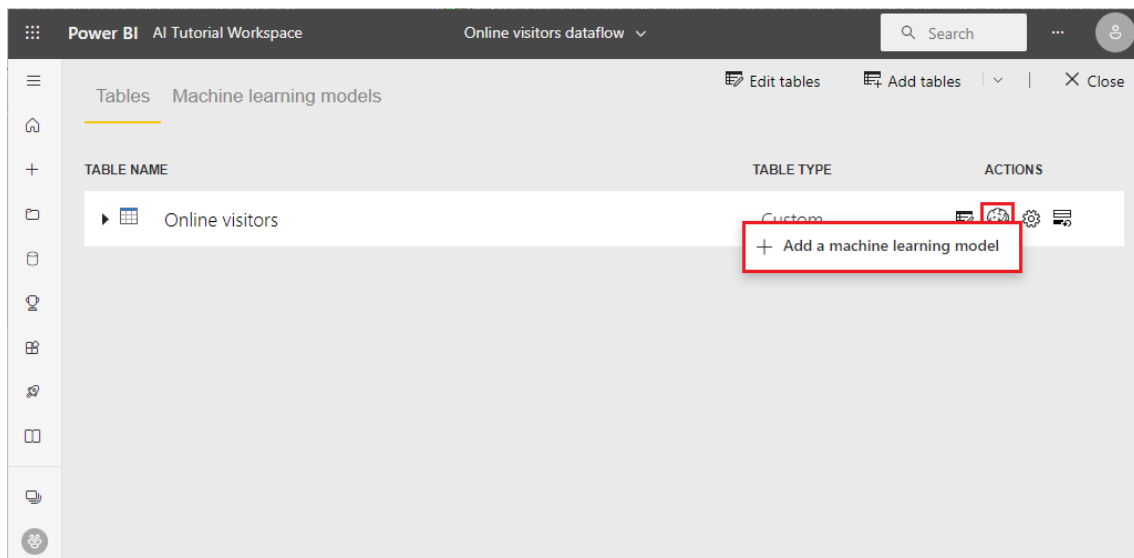 Power BI AI Tutorial Workspace Online visitors dataflow Search
Tables Machine learning models Edit tables Add tables Close
TABLE NAME TABLE TYPE ACTIONS
Online visitors Custom
Add a machine learning model